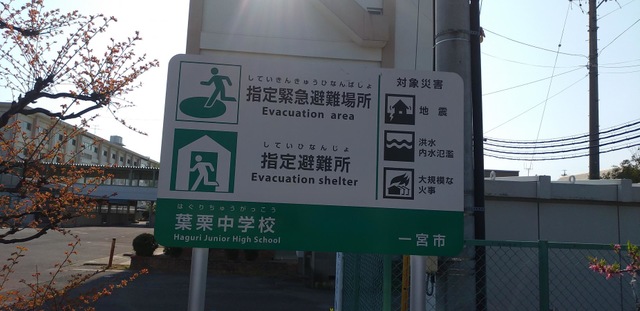 していきんきゅうひなんばしょ
指定緊急避難場所
Evacuation area
していひなんじょ
指定避難所
Evacuation shelter
対象災害
地震
洪水
内水氾濫
大規模な
火事
はぐりちゅうがっこう
葉栗中学校
Haguri Junior High School
一宮市